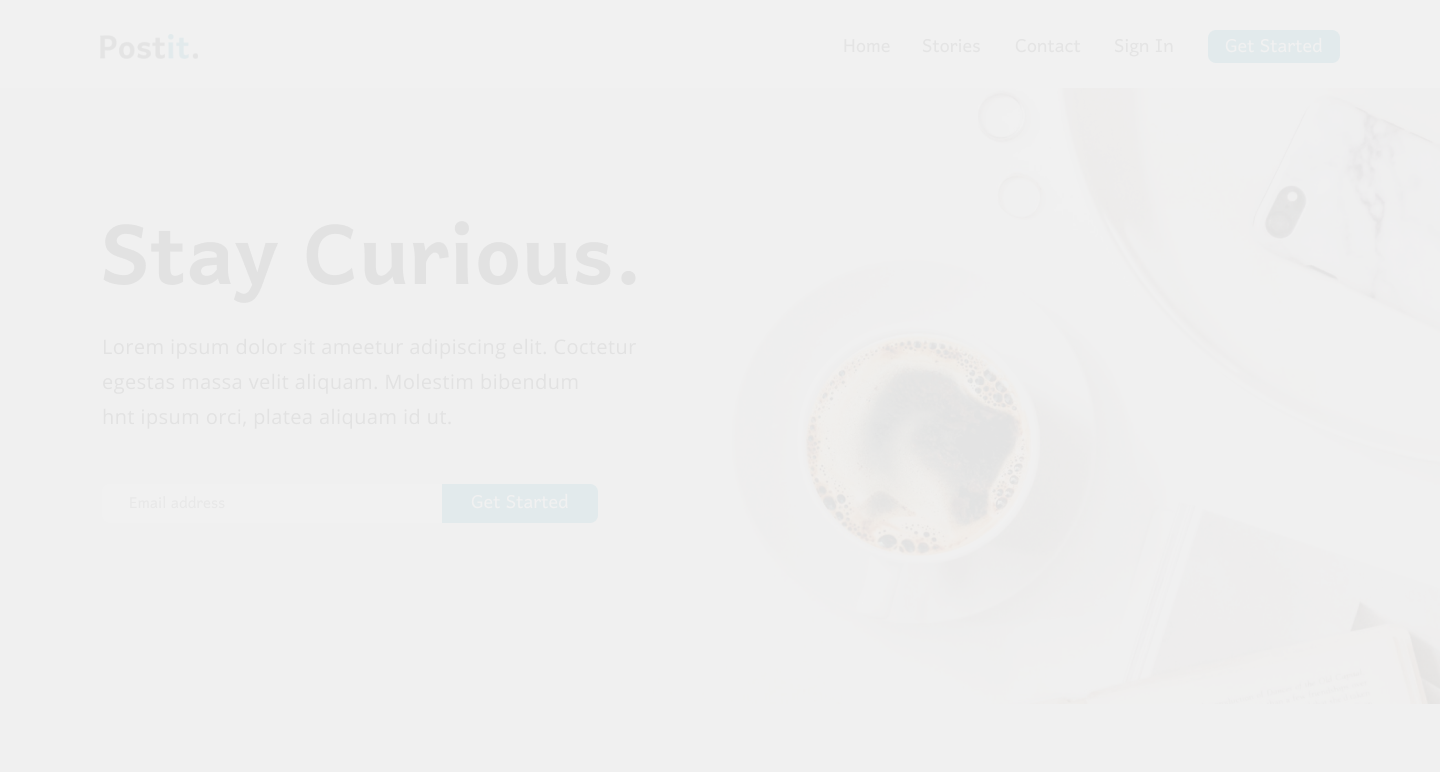 Postit.
Home Stories Contact Sign In Get Started
Stay Curious.
Lorem ipsum dolor sit ameetur adipiscing elit. Coctetur
egestas massa velit aliquam. Molestim bibendum
hnt ipsum orci, platea aliquam id ut.
Email address Get Started